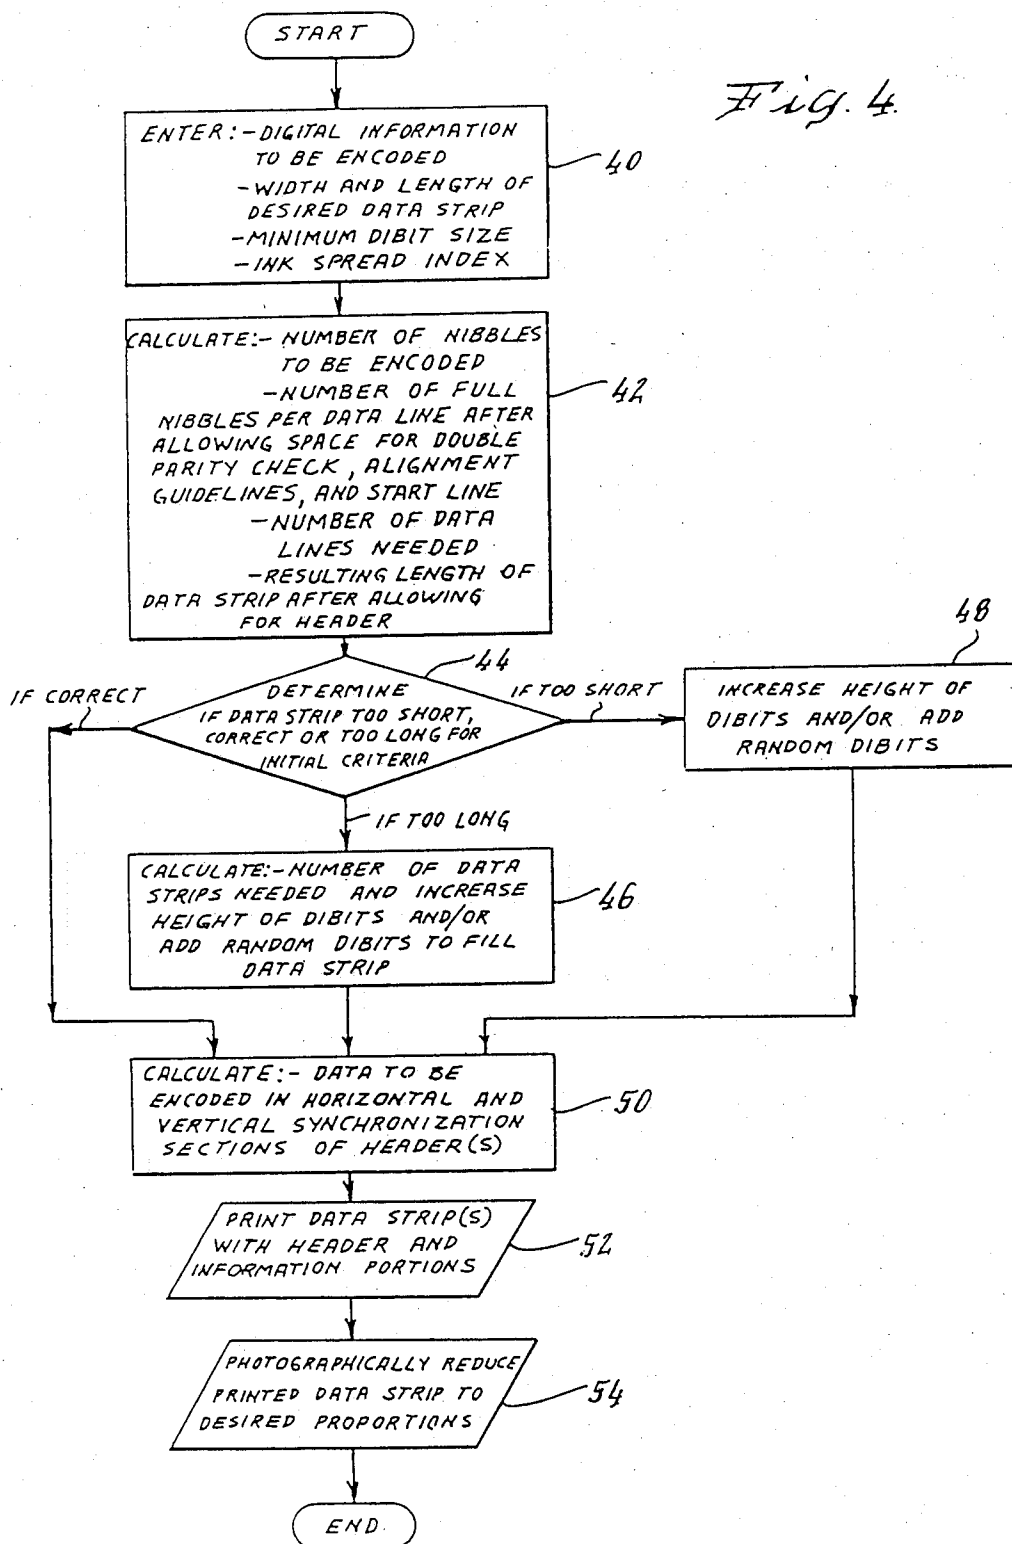 START
Fig. 4.
ENTER:-DIGITAL INFORMATION
TO BE ENCODED
-WIDTH AND LENGTH OF
DESIRED DATA STRIP
-MINIMUM DIBIT SIZE
-INK SPREAD INDEX
40
CALCULATE:- NUMBER OF NIBBLES
TO BE ENCODED
-NUMBER OF FULL
NIBBLES PER DATA LINE AFTER
ALLOWING SPACE FOR DOUBLE
PARITY CHECK, ALIGNMENT
GUIDELINES, AND START LINE
-NUMBER OF DATA
LINES NEEDED
-RESULTING LENGTH OF
DATA STRIP AFTER ALLOWING
FOR HEADER
42
44
DETERMINE
IF DATA STRIP TOO SHORT,
CORRECT OR TOO LONG FOR
INITIAL CRITERIA
IF CORRECT
IF TOO SHORT
48
INCREASE HEIGHT OF
DIBITS AND/OR ADD
RANDOM DIBITS
IF TOO LONG
CALCULATE:-NUMBER OF DATA
STRIPS NEEDED AND INCREASE
HEIGHT OF DIBITS AND/OR
ADD RANDOM DIBITS TO FILL
DATA STRIP
46
CALCULATE:- DATA TO BE
ENCODED IN HORIZONTAL AND
VERTICAL SYNCHRONIZATION
SECTIONS OF HEADER(S)
50
PRINT DATA STRIP(S)
WITH HEADER AND
INFORMATION PORTIONS
52
PHOTOGRAPHICALLY REDUCE
PRINTED DATA STRIP TO
DESIRED PROPORTIONS
54
END